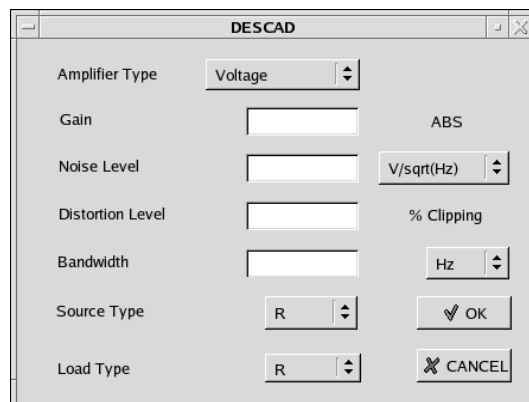 DESCAD
Amplifier Type Voltage
Gain ABS
Noise Level V/sqrt(Hz)
Distortion Level % Clipping
Bandwidth Hz
Source Type R OK
Load Type R CANCEL